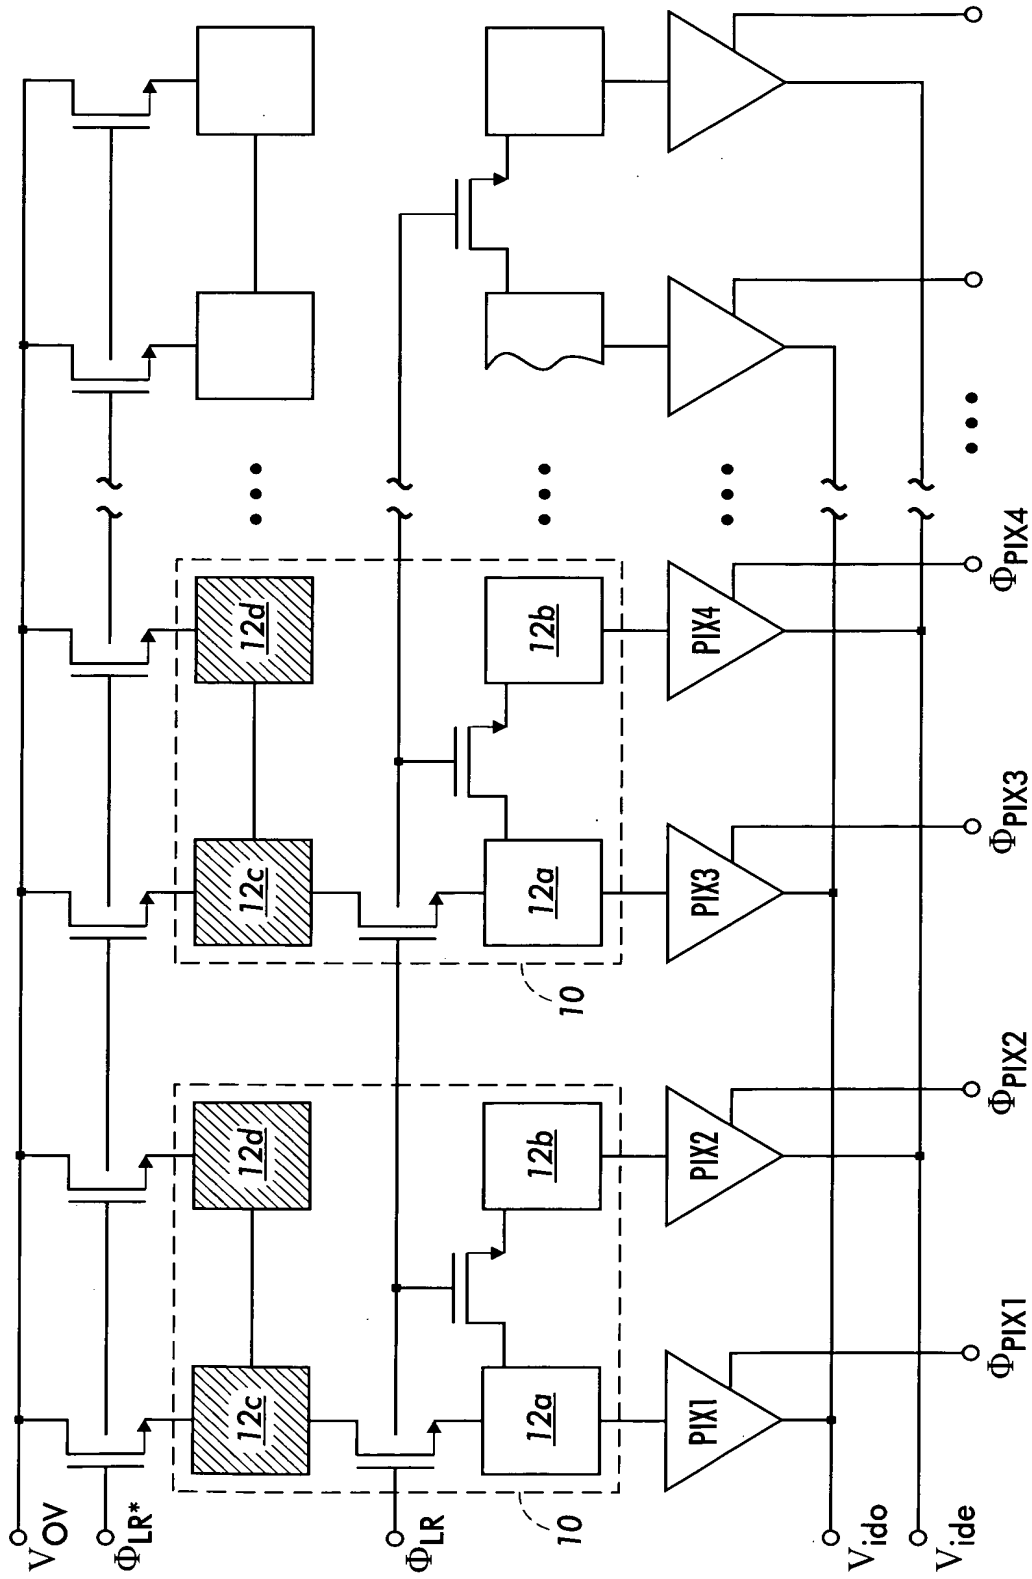 V_OV
Φ_LR*
Φ_LR
V_ido
V_ide
12c
12d
12c
12d
12a
12b
12a
12b
10
10
PIX1
PIX2
PIX3
PIX4
Φ_PIX1
Φ_PIX2
Φ_PIX3
Φ_PIX4